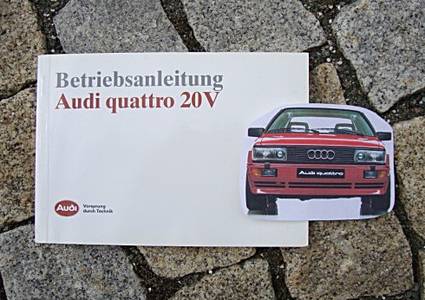 Betriebsanleitung
Audi quattro 20V
Audi quattro
Audi
Vorsprung
durch Technik